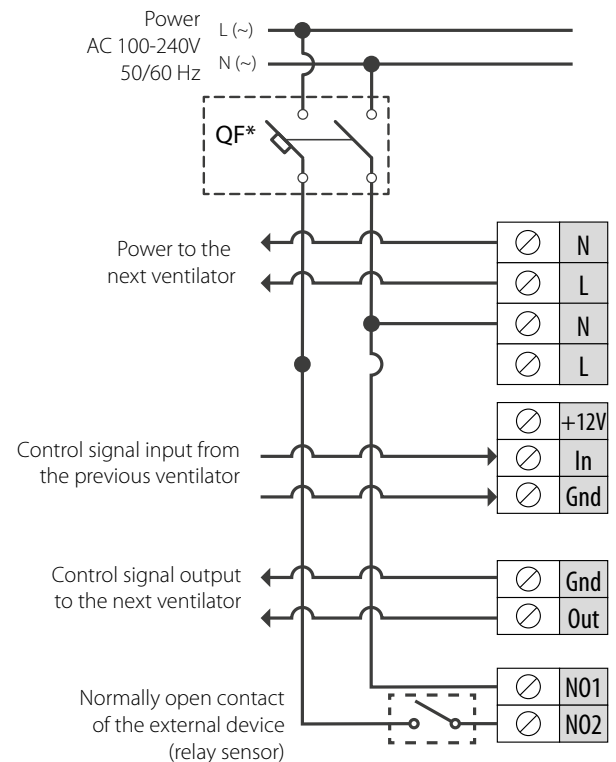 Power
AC 100-240V
50/60 Hz
L (~)
N (~)
QF*
Power to the
next ventilator
N
L
N
L
Control signal input from
the previous ventilator
+12V
In
Gnd
Control signal output
to the next ventilator
Gnd
Out
Normally open contact
of the external device
(relay sensor)
NO1
NO2